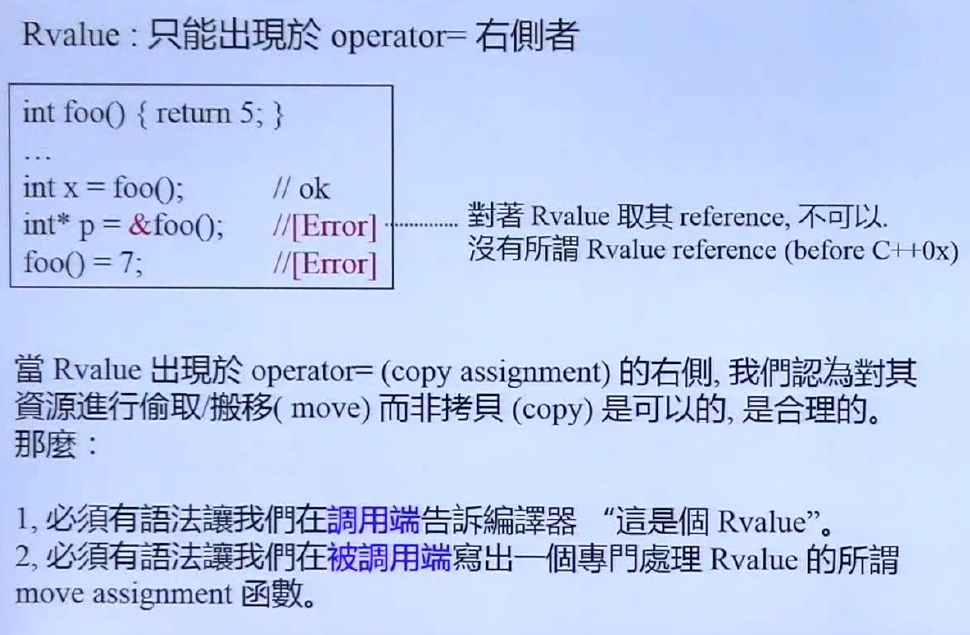 Rvalue : 只能出現於 operator= 右側者
int foo() { return 5; }
...
int x = foo(); // ok
int* p = &foo(); //[Error]
foo() = 7; //[Error]
對著 Rvalue 取其 reference, 不可以.
沒有所謂 Rvalue reference (before C++0x)
當 Rvalue 出現於 operator= (copy assignment) 的右側, 我們認為對其
資源進行偷取/搬移( move) 而非拷貝 (copy) 是可以的, 是合理的。
那麼：
1, 必須有語法讓我們在調用端告訴編譯器 “這是個 Rvalue”。
2, 必須有語法讓我們在被調用端寫出一個專門處理 Rvalue 的所謂
move assignment 函數。